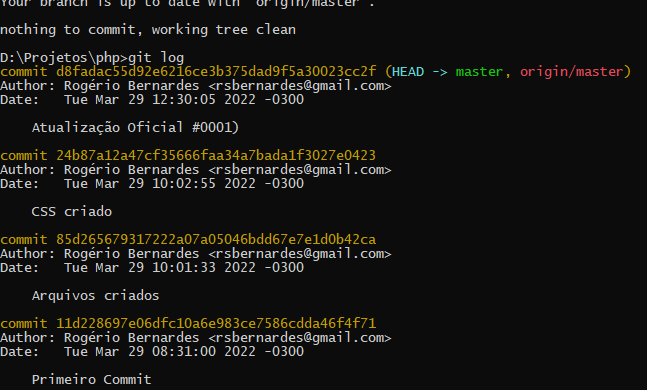 Your branch is up to date with 'origin/master'.
nothing to commit, working tree clean
D:\Projetos\php>git log
commit d8fadac55d92e6216ce3b375dad9f5a30023cc2f (HEAD -> master, origin/master)
Author: Rogério Bernardes <rsbernardes@gmail.com>
Date:   Tue Mar 29 12:30:05 2022 -0300
Atualização Oficial #0001)
commit 24b87a12a47cf35666faa34a7bada1f3027e0423
Author: Rogério Bernardes <rsbernardes@gmail.com>
Date:   Tue Mar 29 10:02:55 2022 -0300
CSS criado
commit 85d265679317222a07a05046bdd67e7e1d0b42ca
Author: Rogério Bernardes <rsbernardes@gmail.com>
Date:   Tue Mar 29 10:01:33 2022 -0300
Arquivos criados
commit 11d228697e06dfc10a6e983ce7586cdda46f4f71
Author: Rogério Bernardes <rsbernardes@gmail.com>
Date:   Tue Mar 29 08:31:00 2022 -0300
Primeiro Commit